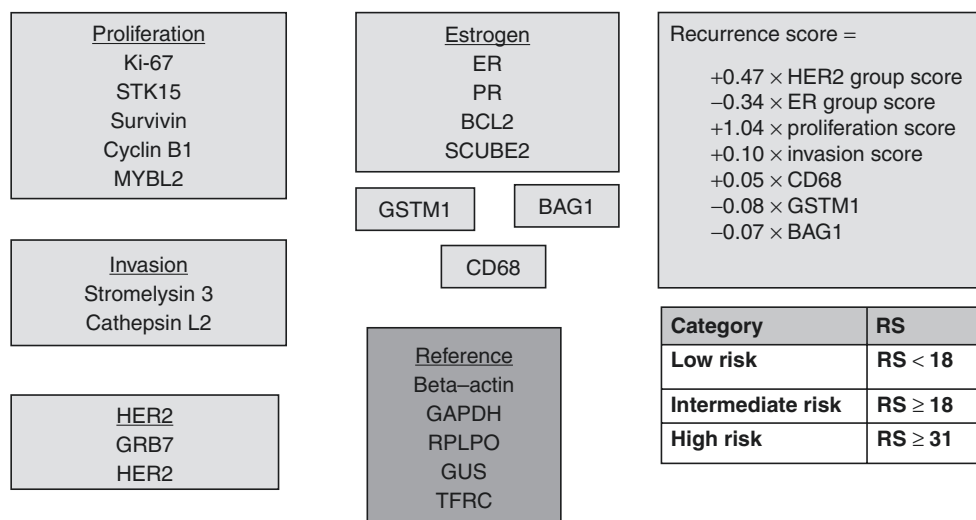 Proliferation
Ki-67
STK15
Survivin
Cyclin B1
MYBL2
Invasion
Stromelysin 3
Cathepsin L2
HER2
GRB7
HER2
Estrogen
ER
PR
BCL2
SCUBE2
GSTM1
BAG1
CD68
Reference
Beta–actin
GAPDH
RPLPO
GUS
TFRC
Recurrence score =
+0.47 × HER2 group score
−0.34 × ER group score
+1.04 × proliferation score
+0.10 × invasion score
+0.05 × CD68
−0.08 × GSTM1
−0.07 × BAG1
Category RS
Low risk RS < 18
Intermediate risk RS ≥ 18
High risk RS ≥ 31